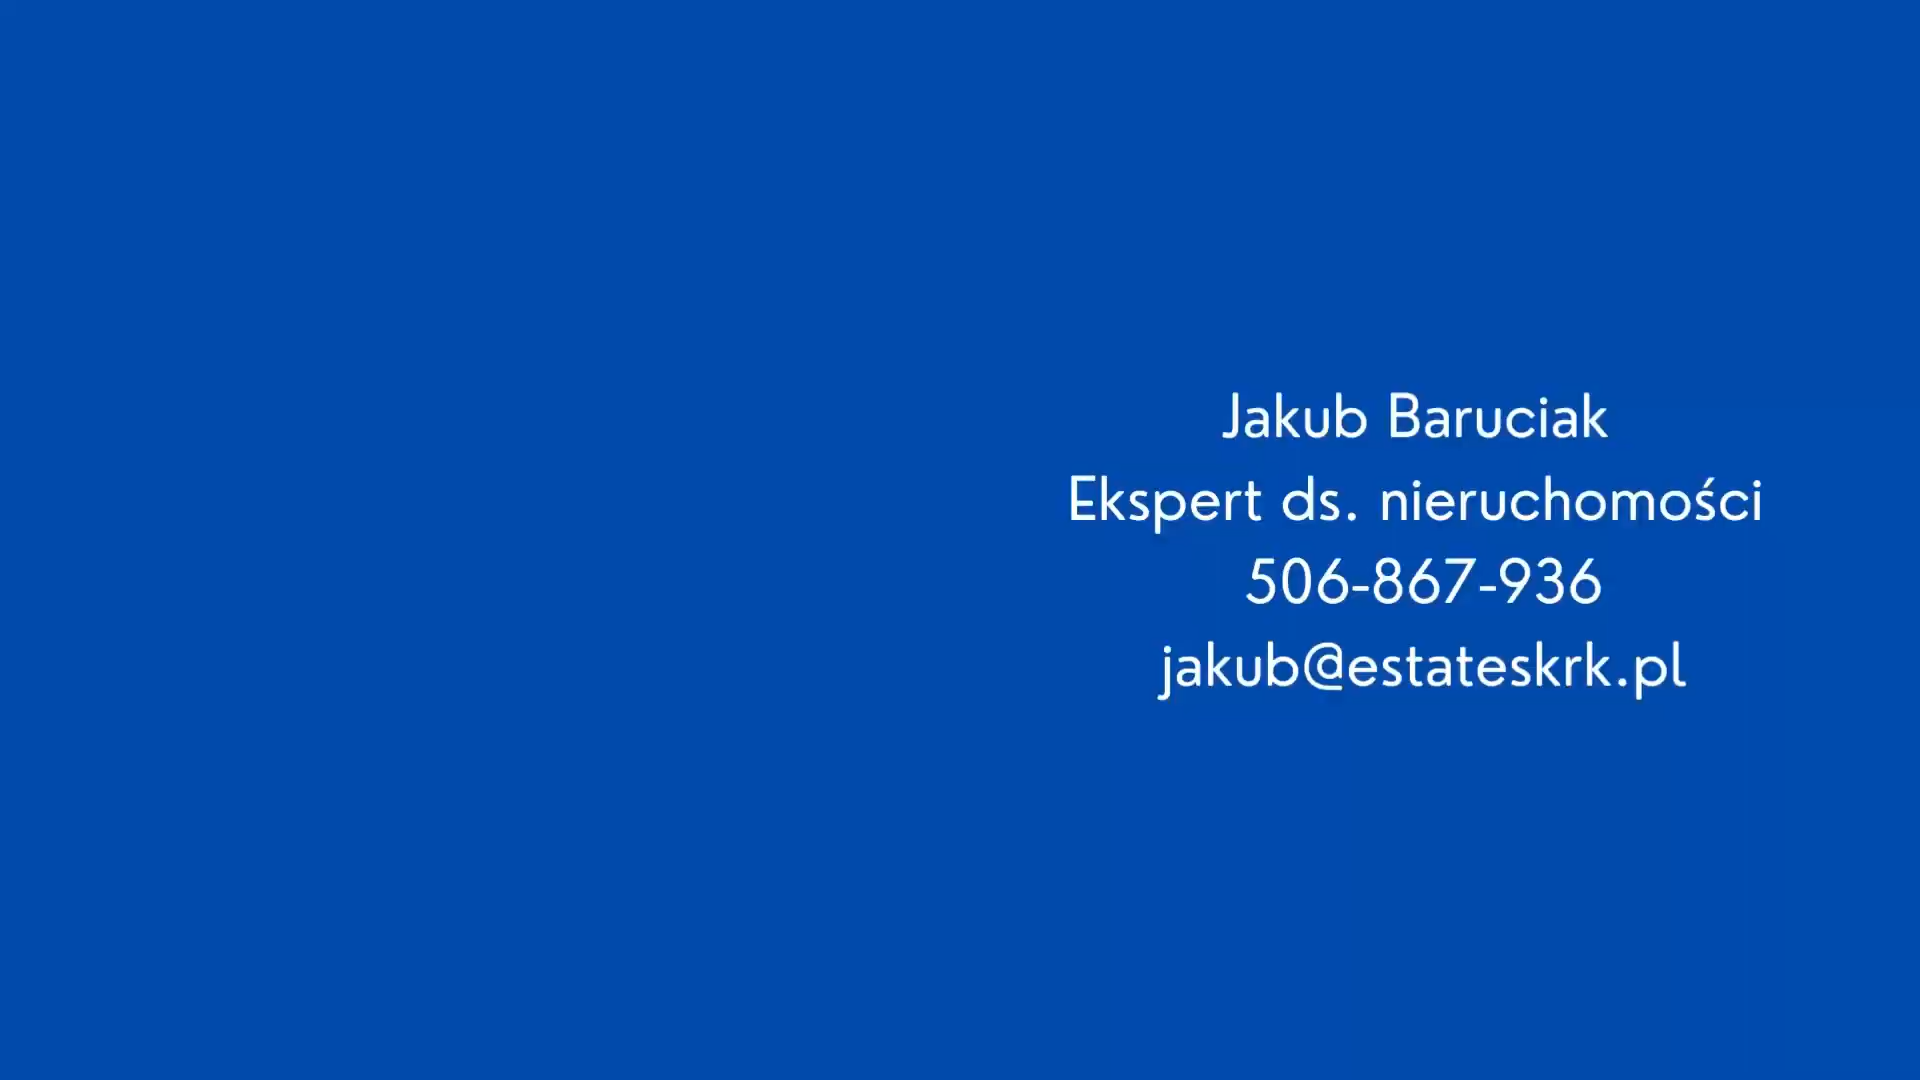 Jakub Baruciak
Ekspert ds. nieruchomości
506-867-936
jakub@estateskrk.pl